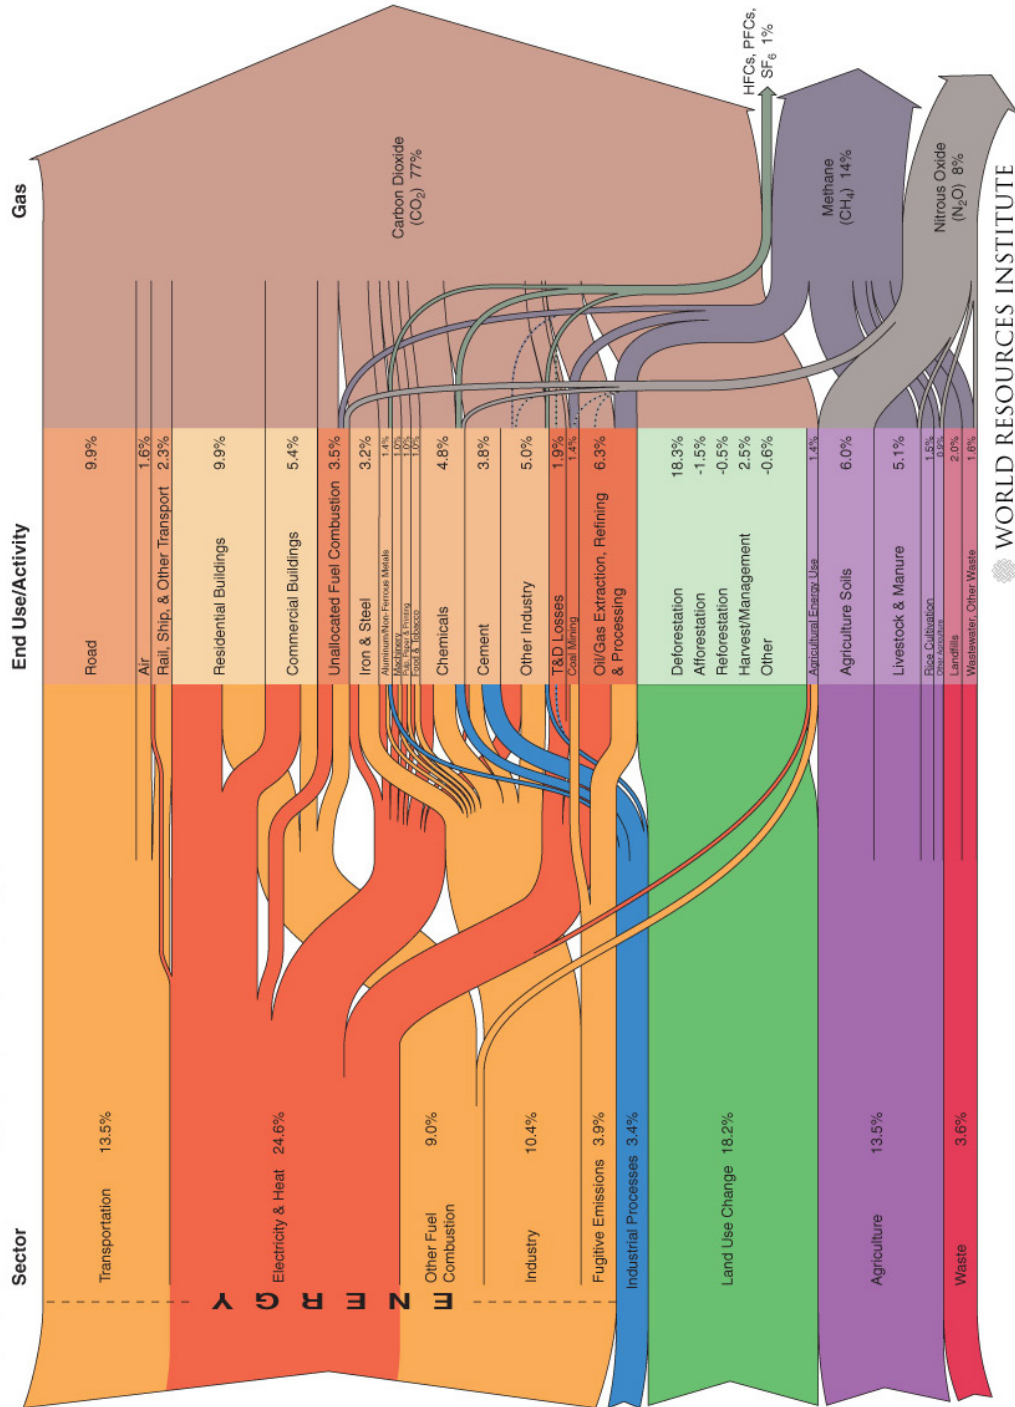 Sector
End Use/Activity
Gas
ENERGY
Transportation 13.5%
Electricity & Heat 24.6%
Other Fuel
Combustion 9.0%
Industry 10.4%
Fugitive Emissions 3.9%
Industrial Processes 3.4%
Land Use Change 18.2%
Agriculture 13.5%
Waste 3.6%
Road 9.9%
Air 1.6%
Rail, Ship, & Other Transport 2.3%
Residential Buildings 9.9%
Commercial Buildings 5.4%
Unallocated Fuel Combustion 3.5%
Iron & Steel 3.2%
Aluminum/Non-Ferrous Metals 1.4%
Machinery 1.0%
Pulp, Paper & Printing 1.0%
Food & Tobacco 1.0%
Chemicals 4.8%
Cement 3.8%
Other Industry 5.0%
T&D Losses 1.9%
Coal Mining 1.4%
Oil/Gas Extraction, Refining
& Processing 6.3%
Deforestation 18.3%
Afforestation -1.5%
Reforestation -0.5%
Harvest/Management 2.5%
Other -0.6%
Agricultural Energy Use 1.4%
Agriculture Soils 6.0%
Livestock & Manure 5.1%
Rice Cultivation 1.5%
Other Agriculture 0.9%
Landfills 2.0%
Wastewater, Other Waste 1.6%
Carbon Dioxide
(CO₂) 77%
HFCs, PFCs,
SF₆ 1%
Methane
(CH₄) 14%
Nitrous Oxide
(N₂O) 8%
WORLD RESOURCES INSTITUTE